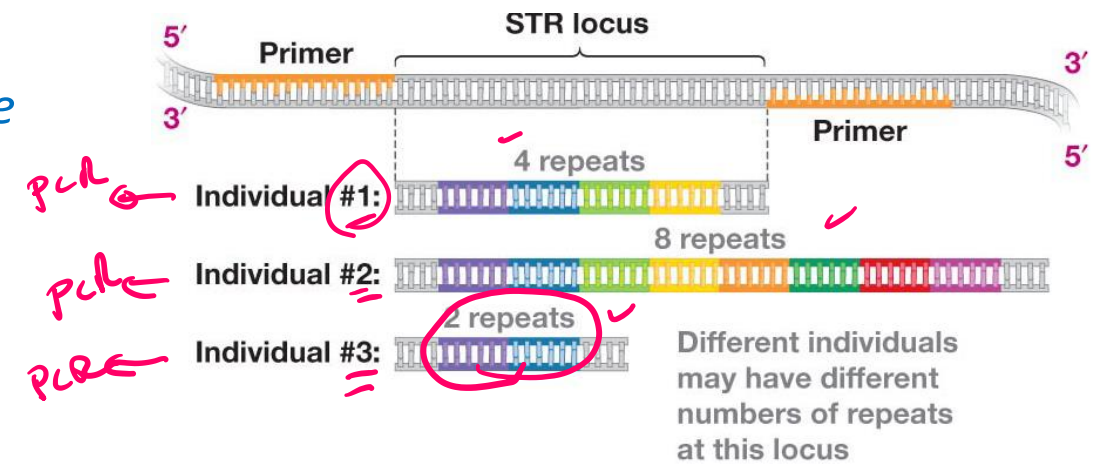 STR locus
5′
Primer
3′
e
3′
Primer
5′
4 repeats
PCR
Individual #1:
8 repeats
PCR
Individual #2:
2 repeats
PCR
Individual #3:
Different individuals
may have different
numbers of repeats
at this locus